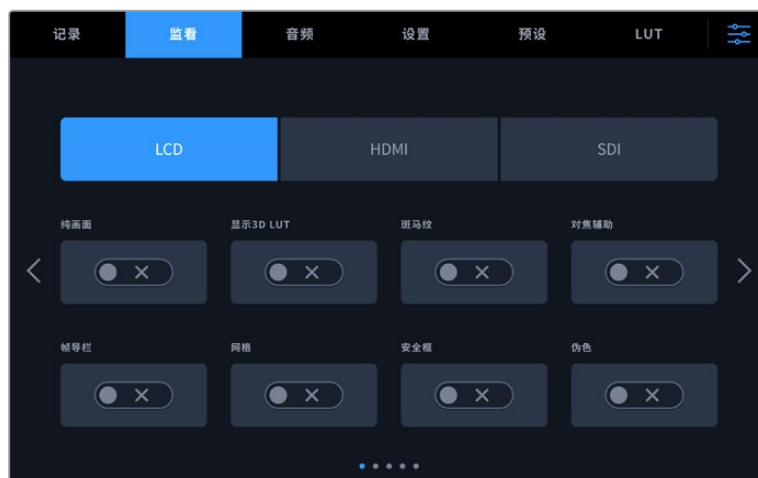 记录 监看 音频 设置 预设 LUT
LCD HDMI SDI
纯画面 显示3D LUT 斑马纹 对焦辅助
帧导栏 网格 安全框 伪色